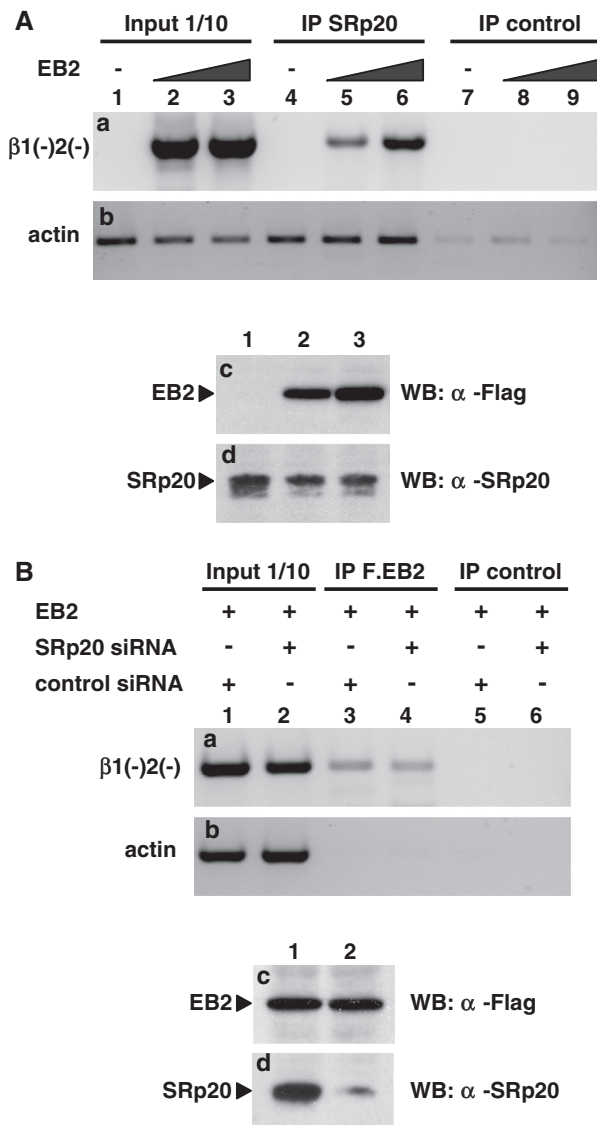 A
Input 1/10 IP SRp20 IP control
EB2 - - -
1 2 3 4 5 6 7 8 9
a
β1(-)2(-)
b
actin
1 2 3
c
EB2 WB: α -Flag
d
SRp20 WB: α -SRp20
B
Input 1/10 IP F.EB2 IP control
EB2 + + + + + +
SRp20 siRNA - + - + - +
control siRNA + - + - + -
1 2 3 4 5 6
a
β1(-)2(-)
b
actin
1 2
c
EB2 WB: α -Flag
d
SRp20 WB: α -SRp20